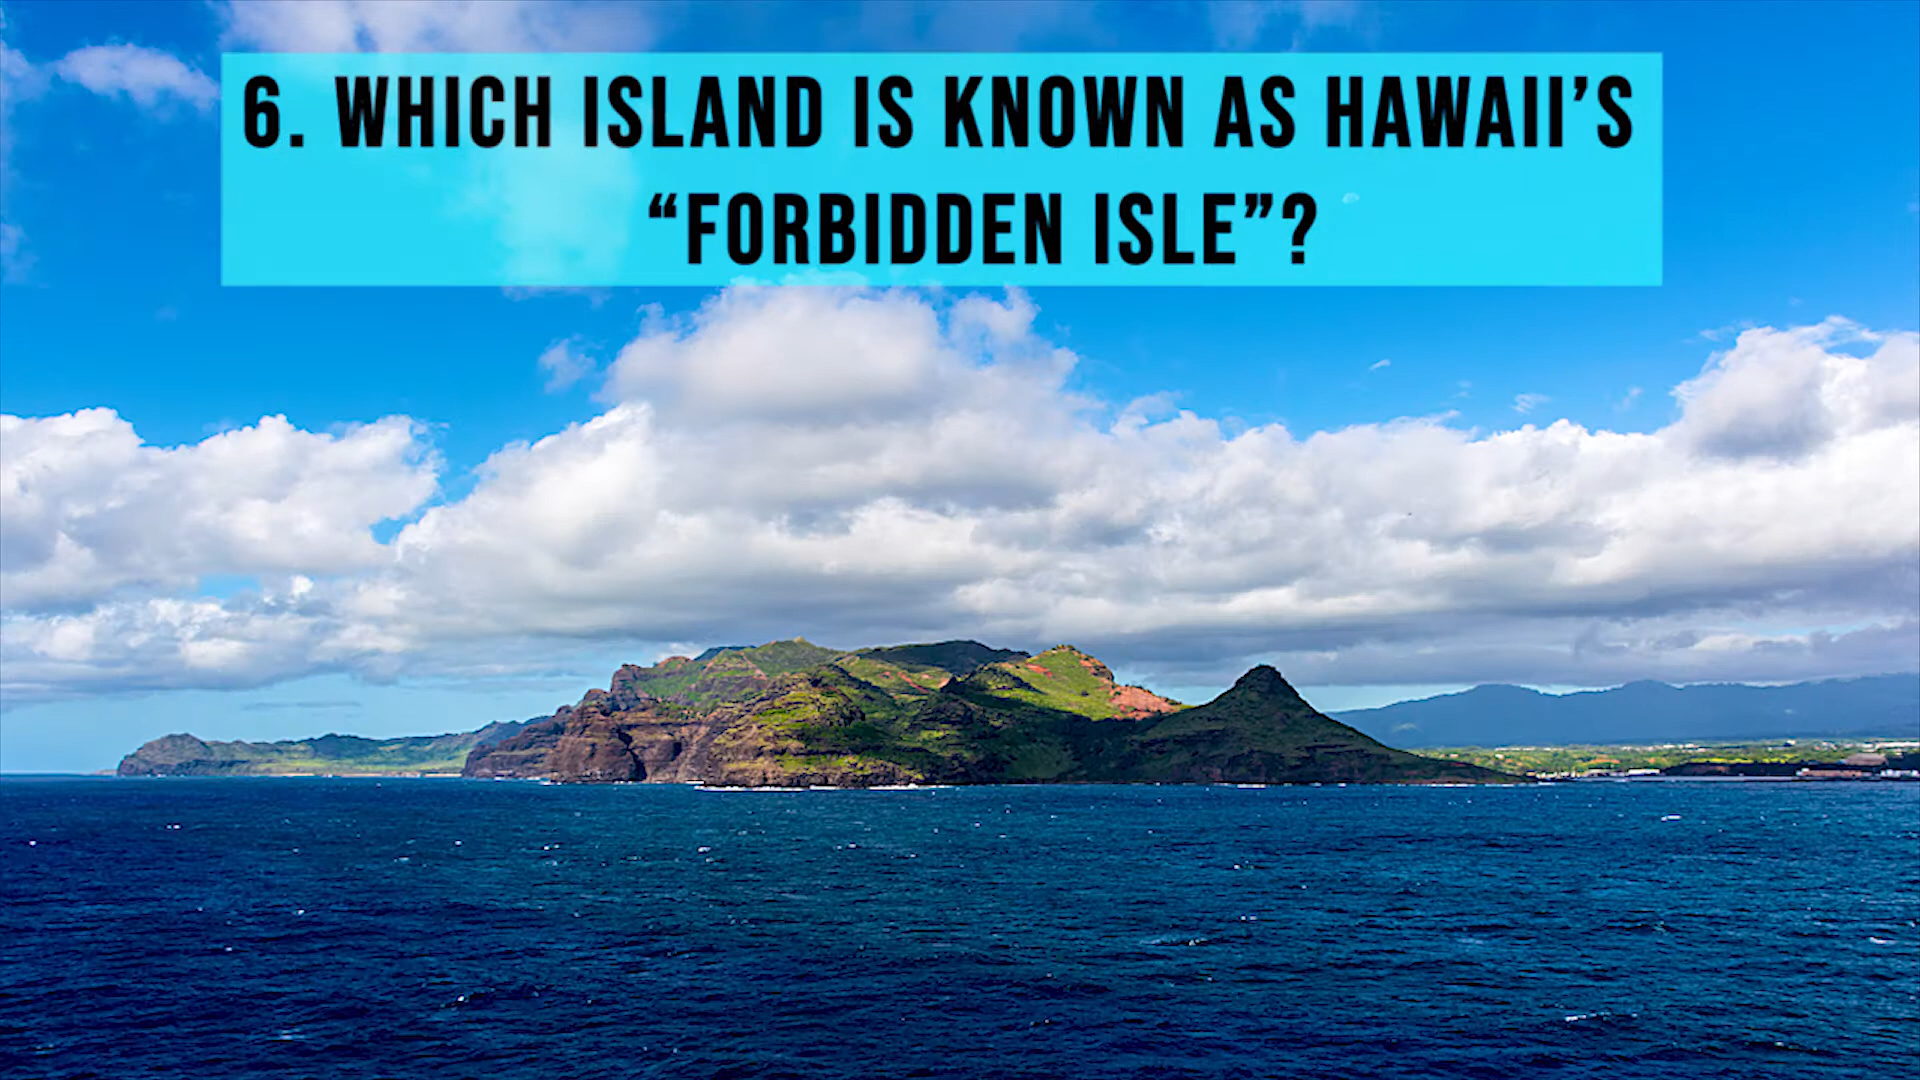 6. WHICH ISLAND IS KNOWN AS HAWAII’S
“FORBIDDEN ISLE”?